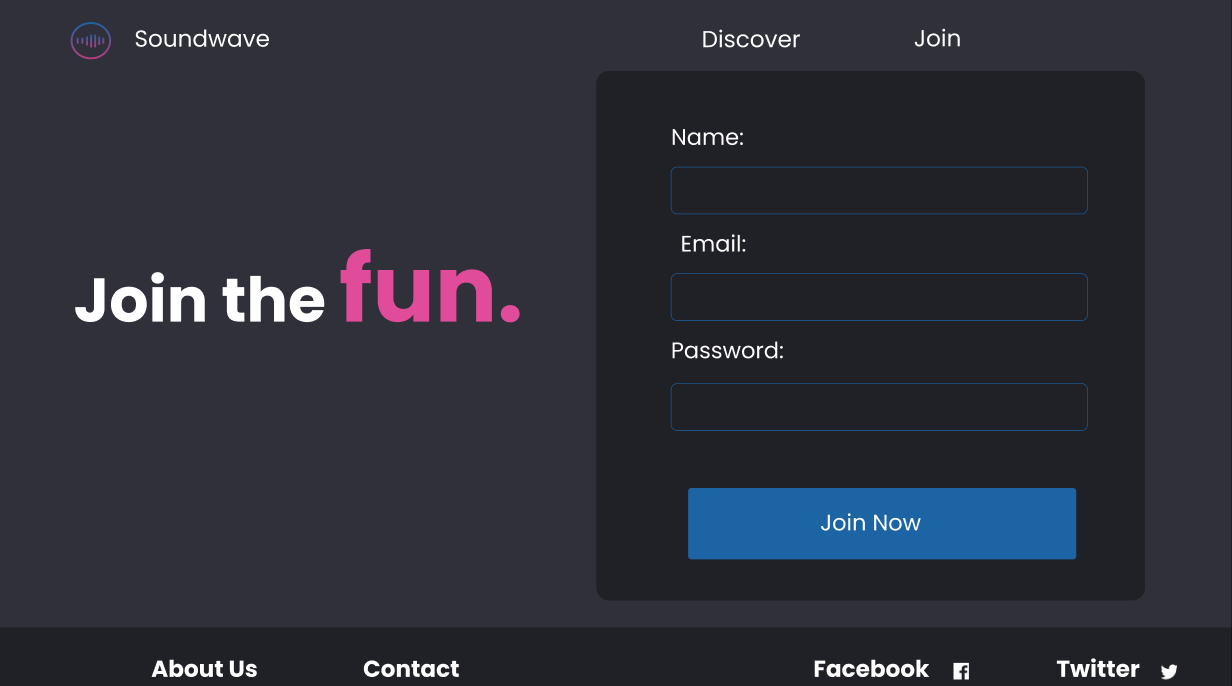 Soundwave
Discover
Join
Join the fun.
Name:
Email:
Password:
Join Now
About Us
Contact
Facebook
Twitter